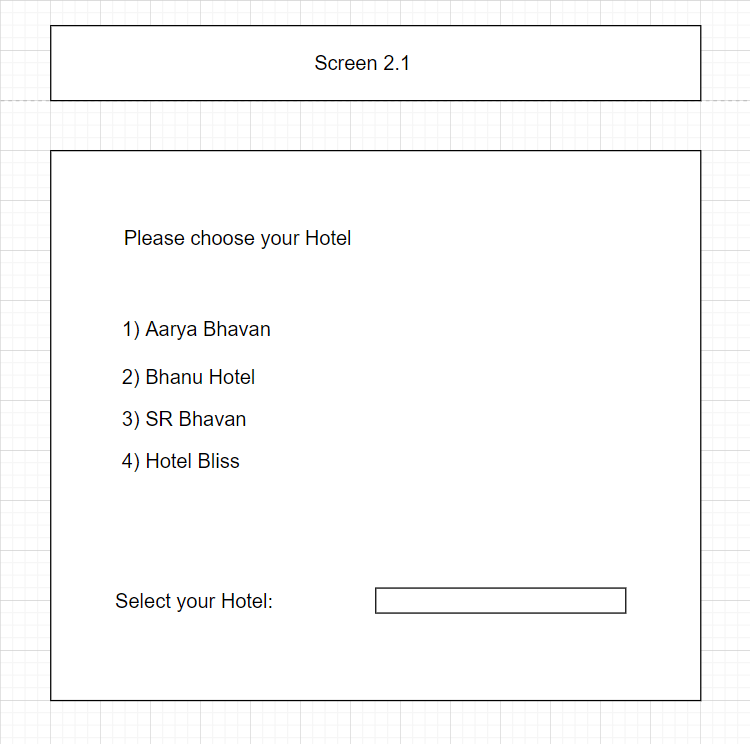 Screen 2.1
Please choose your Hotel
1) Aarya Bhavan
2) Bhanu Hotel
3) SR Bhavan
4) Hotel Bliss
Select your Hotel: